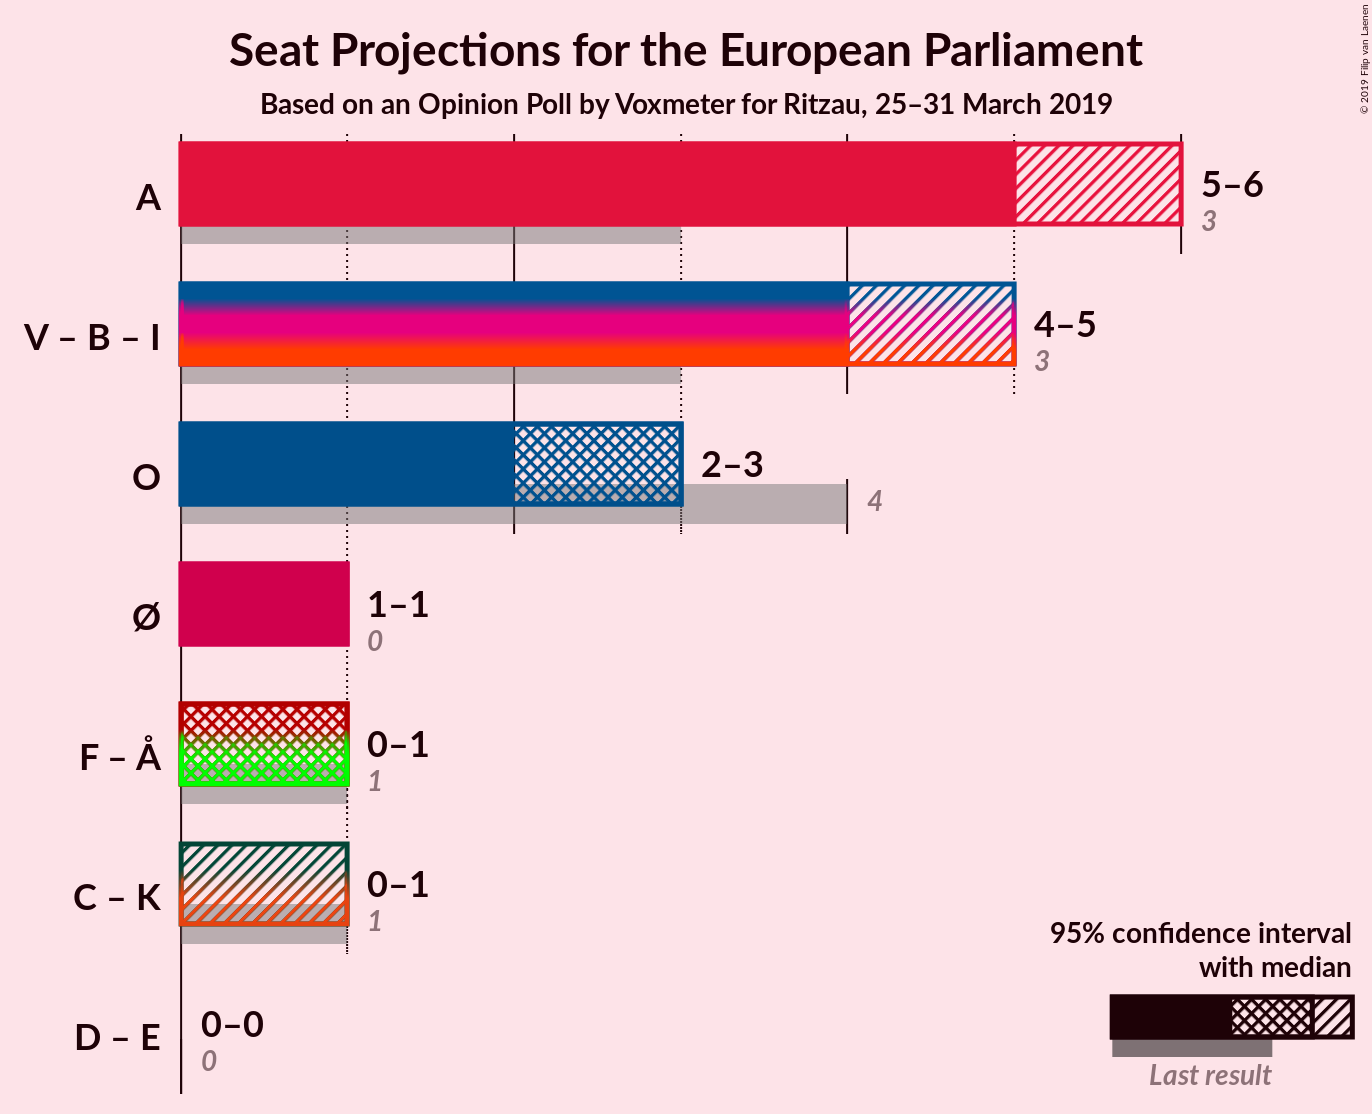 Seat Projections for the European Parliament
Based on an Opinion Poll by Voxmeter for Ritzau, 25–31 March 2019
© 2019 Filip van Laenen
A
5–6
3
V – B – I
4–5
3
O
2–3
4
Ø
1–1
0
F – Å
0–1
1
C – K
0–1
1
D – E
0–0
0
95% confidence interval
with median
Last result